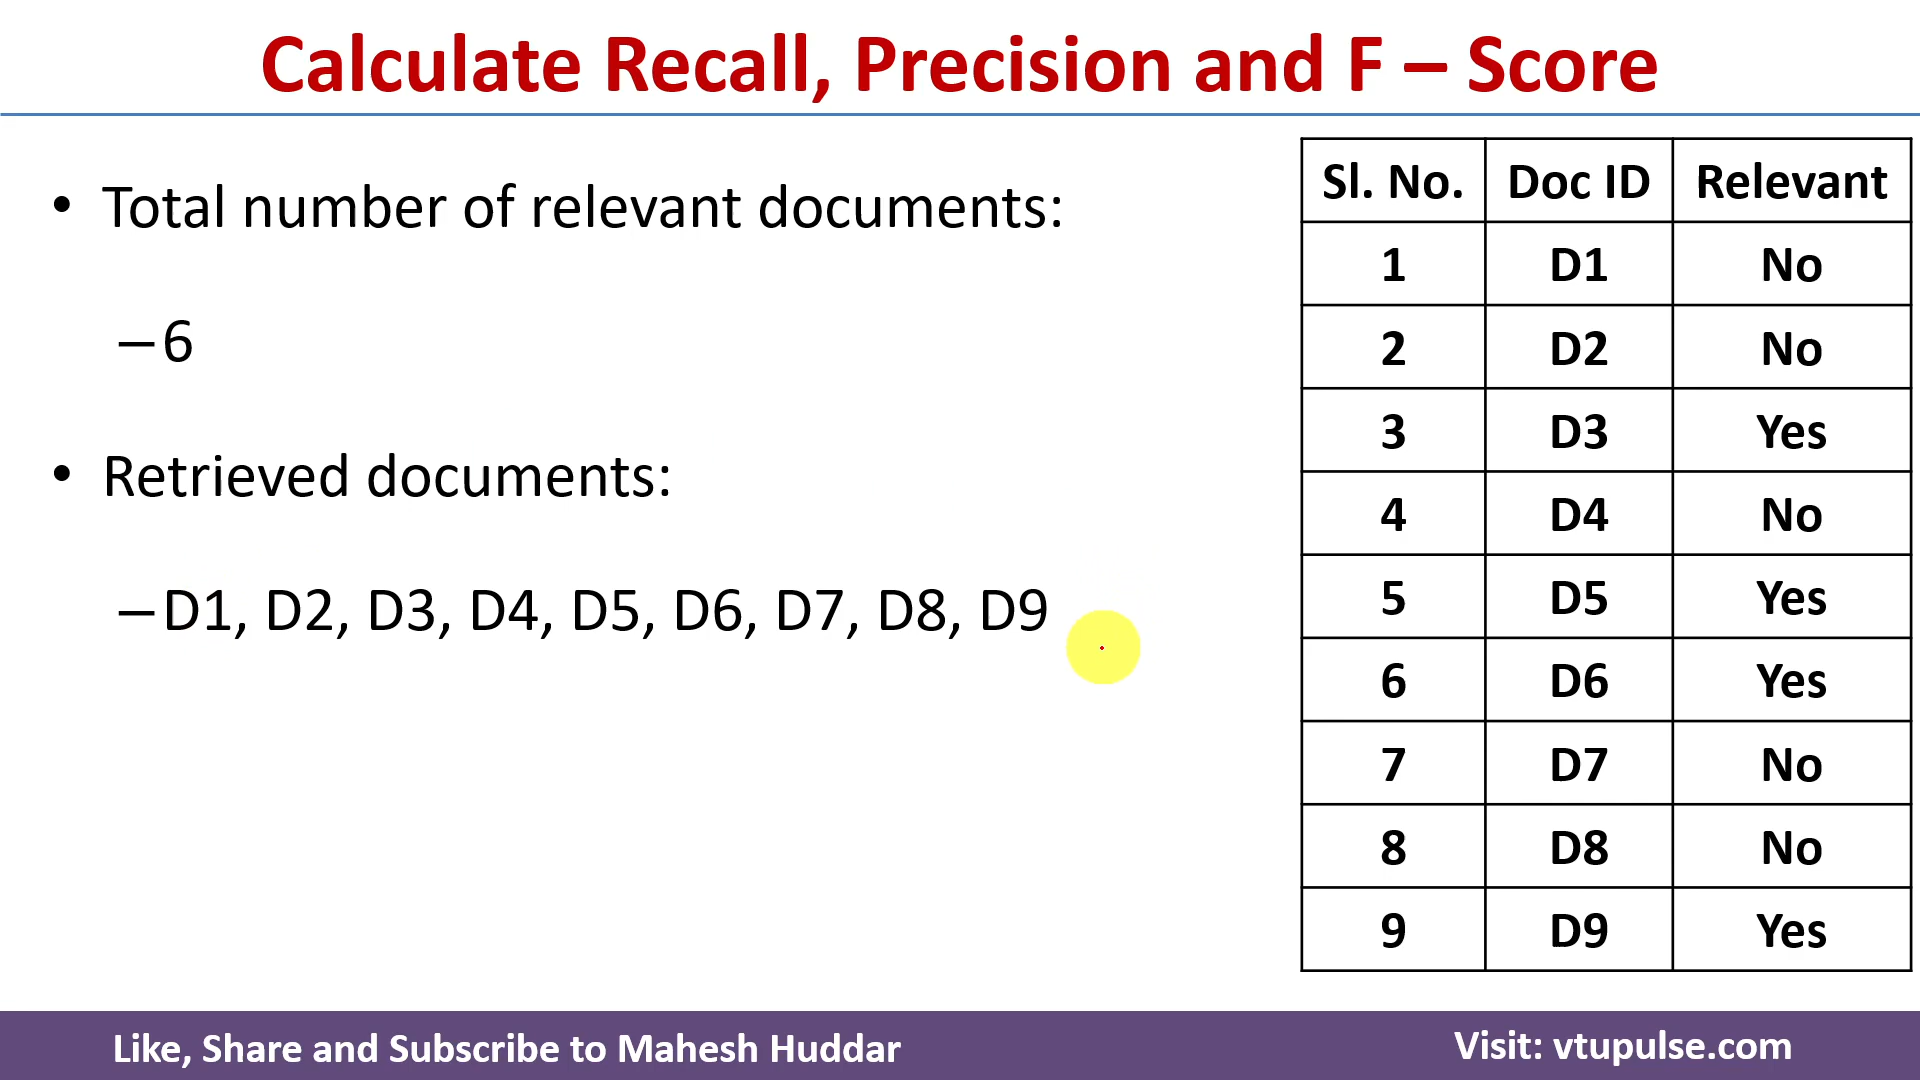 Calculate Recall, Precision and F – Score
• Total number of relevant documents:
–6
• Retrieved documents:
–D1, D2, D3, D4, D5, D6, D7, D8, D9
Sl. No. Doc ID Relevant
1 D1 No
2 D2 No
3 D3 Yes
4 D4 No
5 D5 Yes
6 D6 Yes
7 D7 No
8 D8 No
9 D9 Yes
Like, Share and Subscribe to Mahesh Huddar
Visit: vtupulse.com